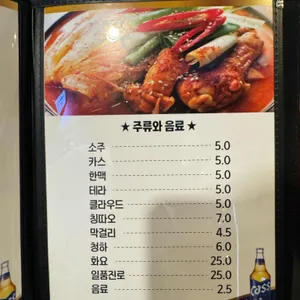 ★ 주류와 음료 ★
소주 5.0
카스 5.0
한맥 5.0
테라 5.0
클라우드 5.0
칭따오 7.0
막걸리 4.5
청하 6.0
화요 25.0
일품진로 25.0
음료 2.5
cass